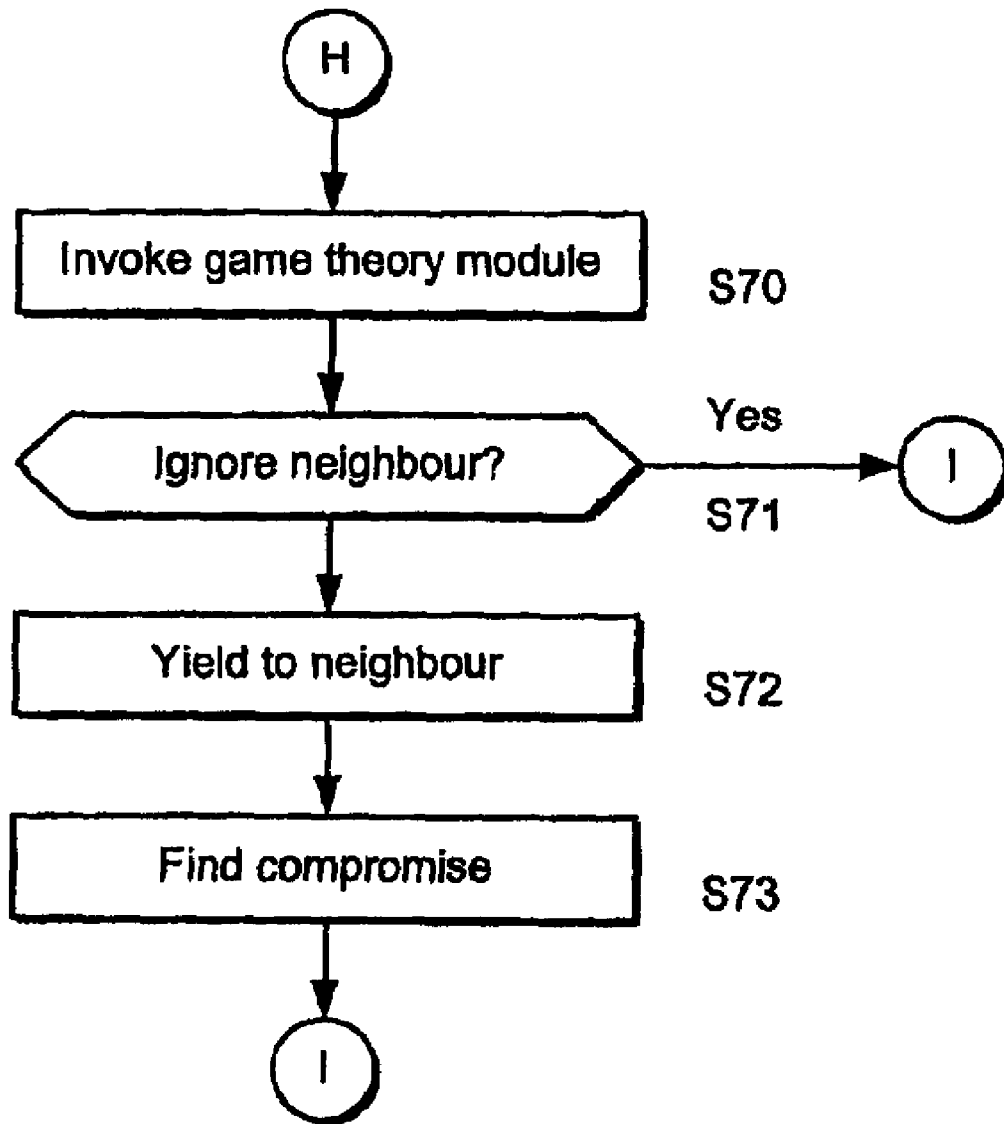 H
Invoke game theory module
S70
Yes
Ignore neighbour?
I
S71
Yield to neighbour
S72
Find compromise
S73
I